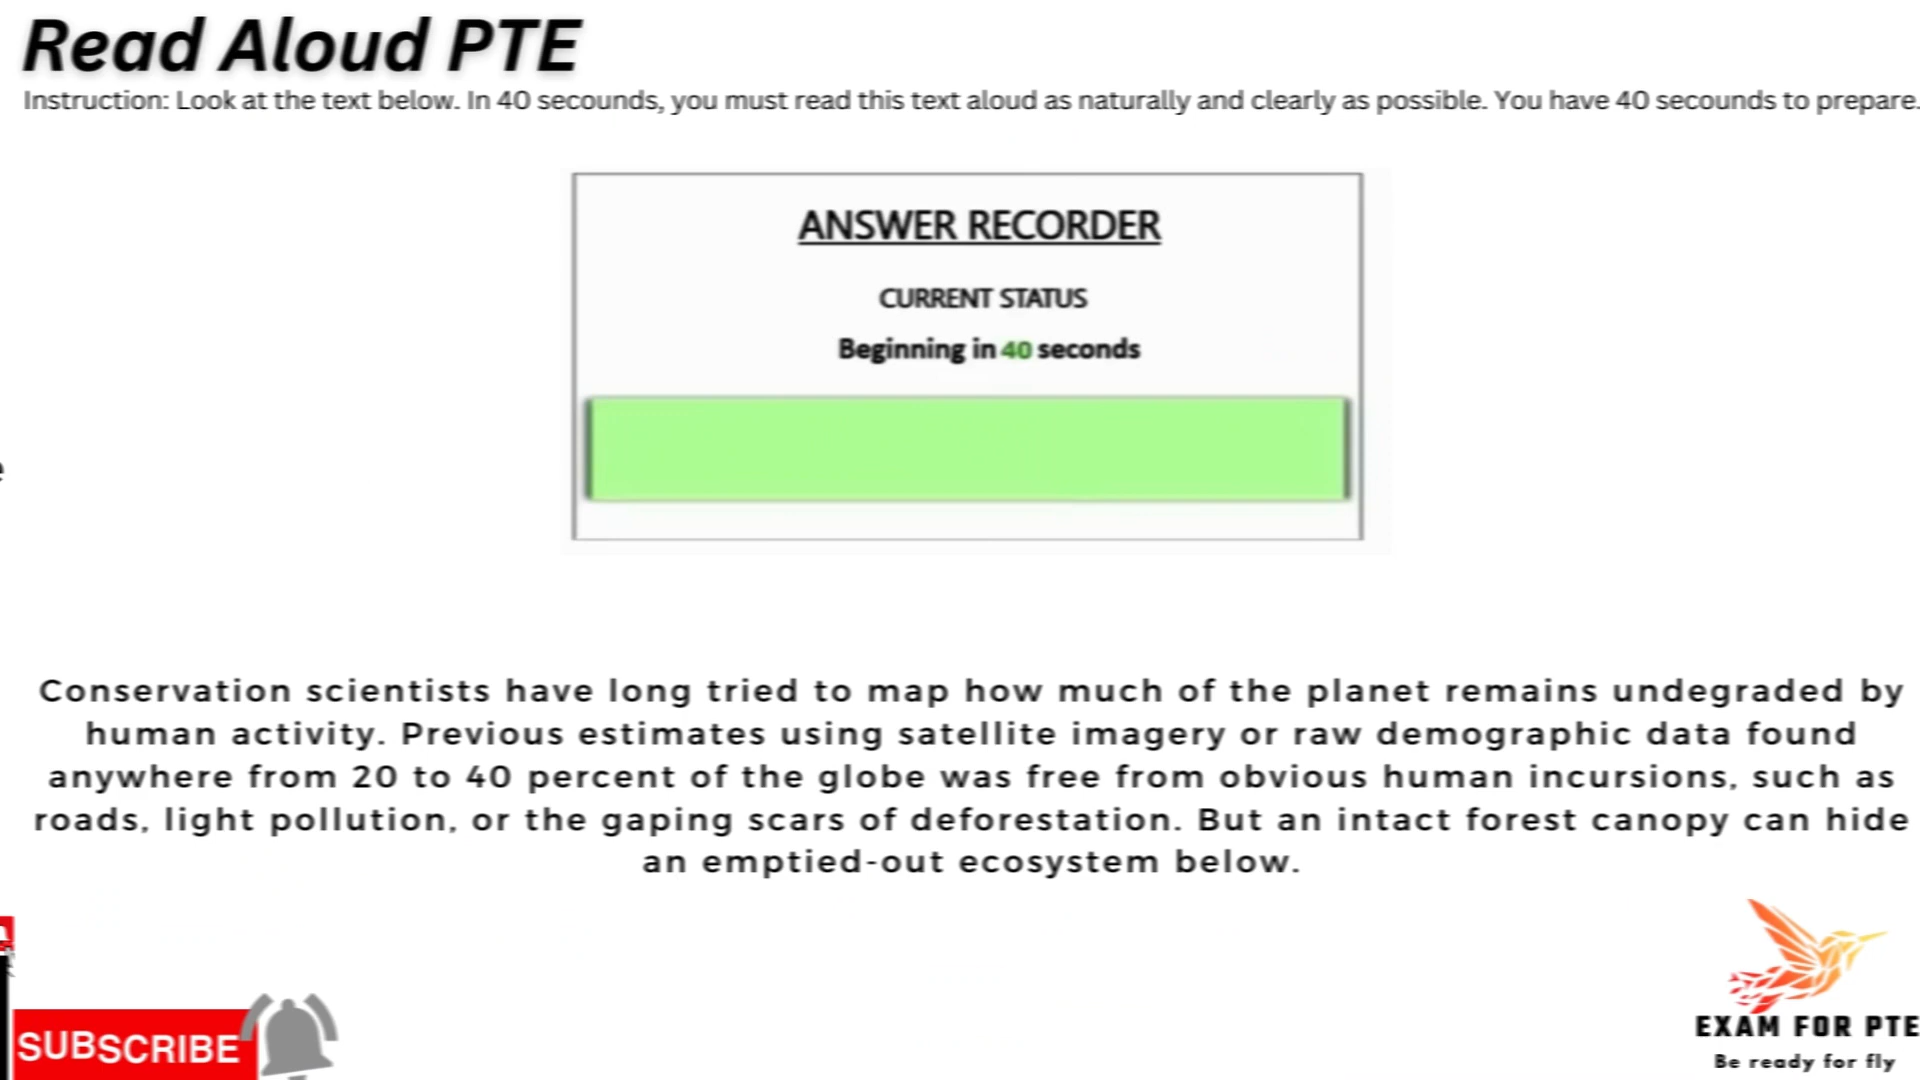 Read Aloud PTE
Instruction: Look at the text below. In 40 secounds, you must read this text aloud as naturally and clearly as possible. You have 40 secounds to prepare.
ANSWER RECORDER
CURRENT STATUS
Beginning in 40 seconds
Conservation scientists have long tried to map how much of the planet remains undegraded by
human activity. Previous estimates using satellite imagery or raw demographic data found
anywhere from 20 to 40 percent of the globe was free from obvious human incursions, such as
roads, light pollution, or the gaping scars of deforestation. But an intact forest canopy can hide
an emptied-out ecosystem below.
SUBSCRIBE
EXAM FOR PTE
Be ready for fly